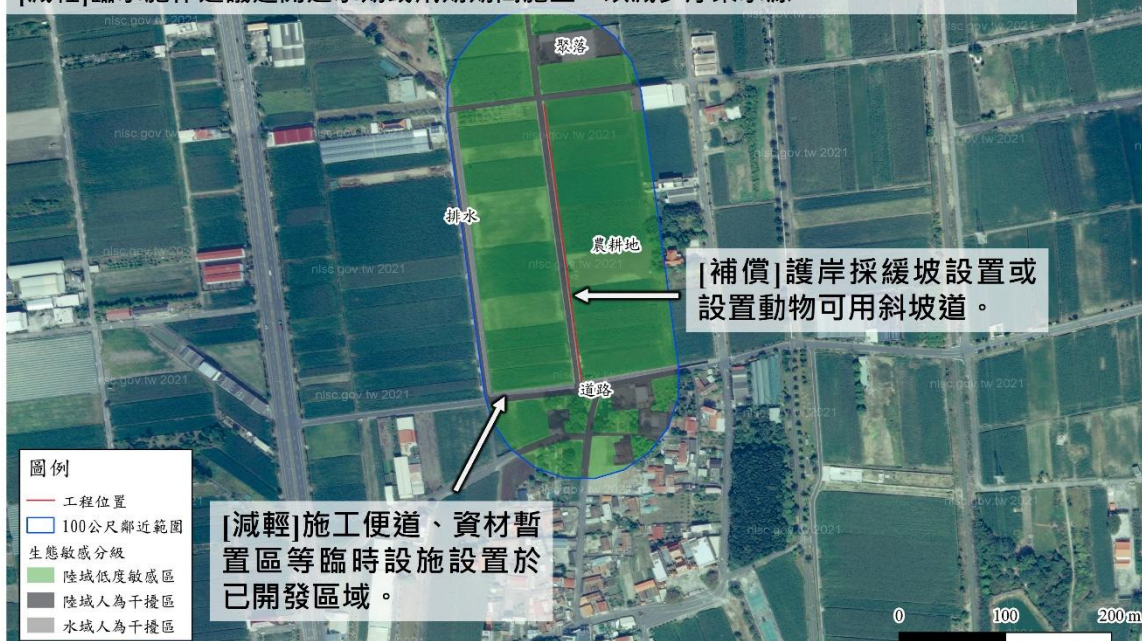 聚落
nlsc.gov.tw 2021
排水
農耕地
[補償]護岸採緩坡設置或
設置動物可用斜坡道。
道路
圖例
工程位置
100公尺鄰近範圍
生態敏感分級
陸域低度敏感區
陸域人為干擾區
水域人為干擾區
[減輕]施工便道、資材暫
置區等臨時設施設置於
已開發區域。
0 100 200 m